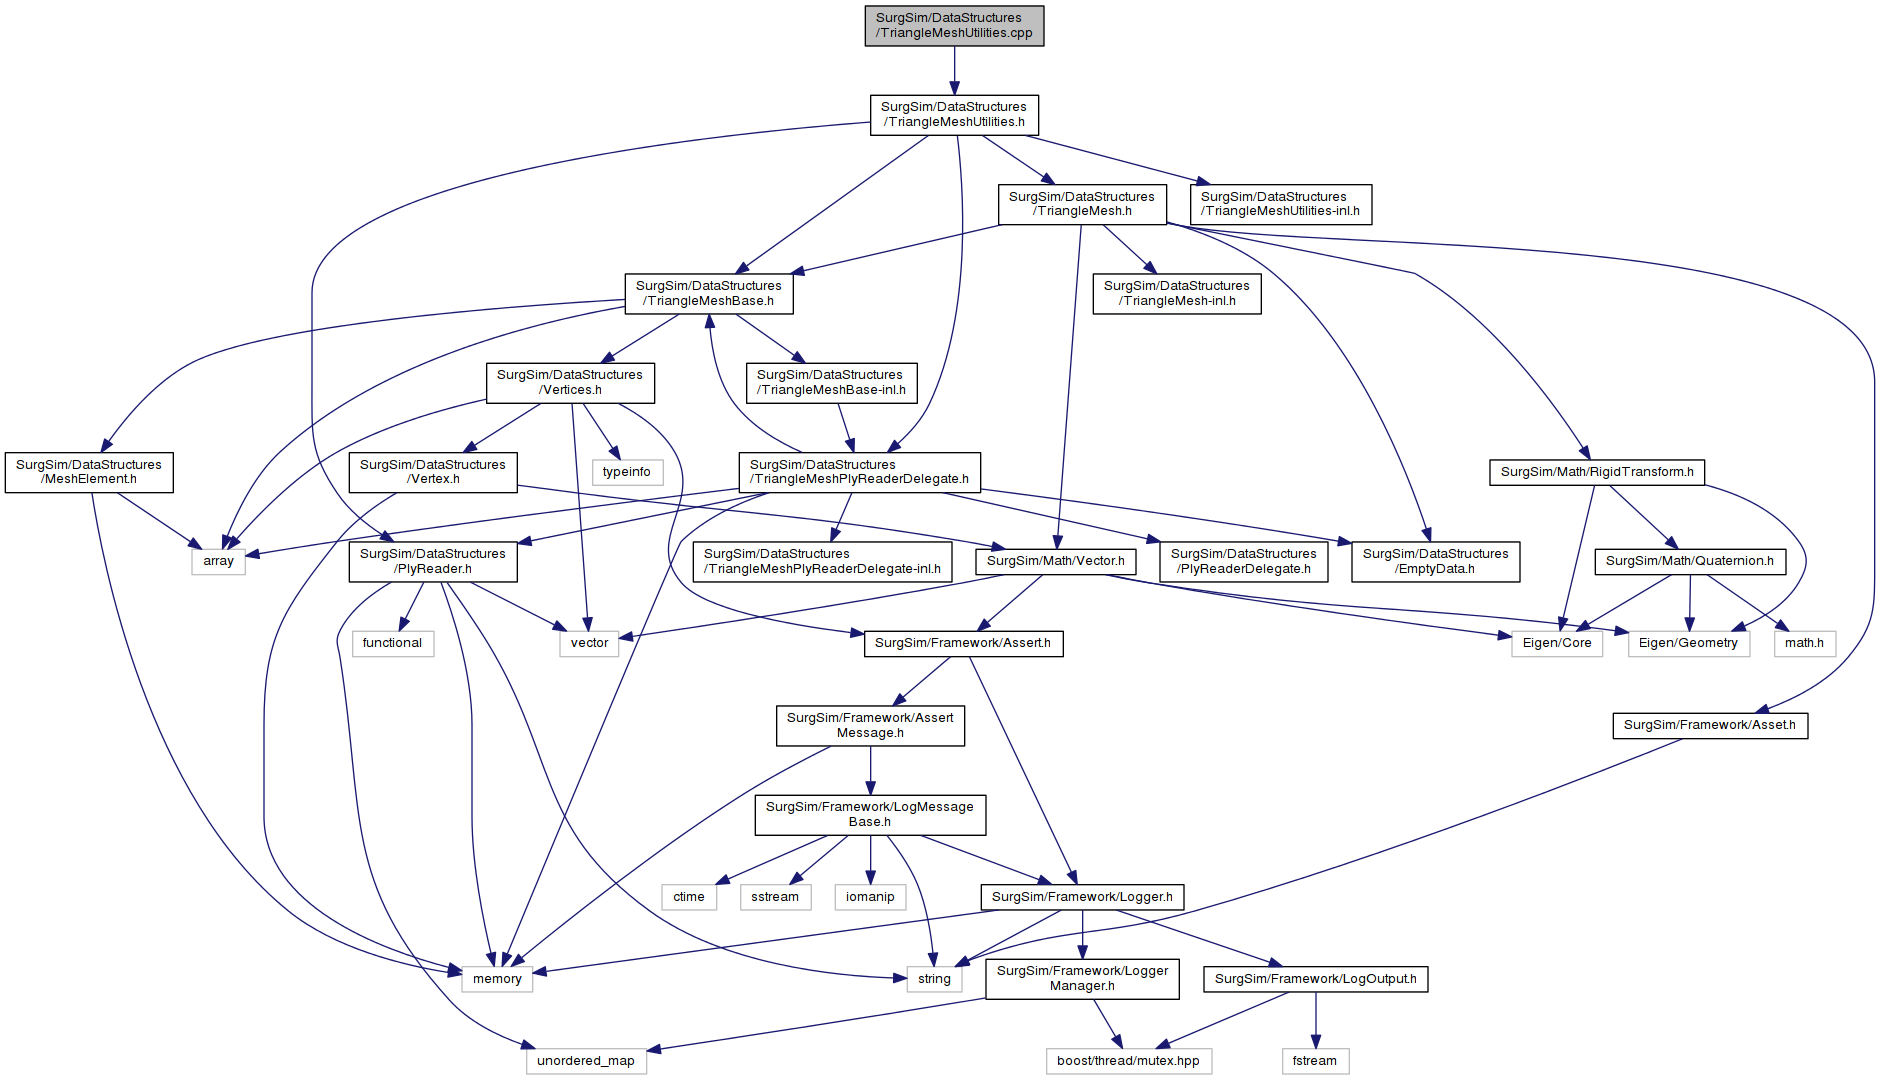 SurgSim/DataStructures
/TriangleMeshUtilities.cpp
SurgSim/DataStructures
/TriangleMeshUtilities.h
SurgSim/DataStructures
/TriangleMesh.h
SurgSim/DataStructures
/TriangleMeshUtilities-inl.h
SurgSim/DataStructures
/TriangleMeshBase.h
SurgSim/DataStructures
/TriangleMesh-inl.h
SurgSim/DataStructures
/Vertices.h
SurgSim/DataStructures
/TriangleMeshBase-inl.h
SurgSim/DataStructures
/MeshElement.h
SurgSim/DataStructures
/Vertex.h
typeinfo
SurgSim/DataStructures
/TriangleMeshPlyReaderDelegate.h
SurgSim/Math/RigidTransform.h
array
SurgSim/DataStructures
/PlyReader.h
SurgSim/DataStructures
/TriangleMeshPlyReaderDelegate-inl.h
SurgSim/Math/Vector.h
SurgSim/DataStructures
/PlyReaderDelegate.h
SurgSim/DataStructures
/EmptyData.h
SurgSim/Math/Quaternion.h
functional
vector
SurgSim/Framework/Assert.h
Eigen/Core
Eigen/Geometry
math.h
SurgSim/Framework/Assert
Message.h
SurgSim/Framework/Asset.h
SurgSim/Framework/LogMessage
Base.h
ctime
sstream
iomanip
SurgSim/Framework/Logger.h
memory
string
SurgSim/Framework/Logger
Manager.h
SurgSim/Framework/LogOutput.h
unordered_map
boost/thread/mutex.hpp
fstream